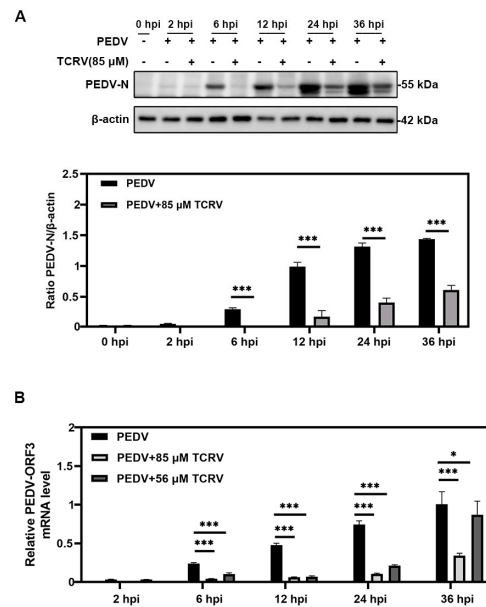 A
0 hpi 2 hpi 6 hpi 12 hpi 24 hpi 36 hpi
PEDV - + + + + + + + + + +
TCRV(85 µM) - - + - + - + - + - +
PEDV-N -55 kDa
β-actin -42 kDa
Ratio PEDV-N/β-actin
2.5
2
1.5
1
0.5
0
PEDV
PEDV+85 µM TCRV
*** *** *** ***
0 hpi 2 hpi 6 hpi 12 hpi 24 hpi 36 hpi
B
Relative PEDV-ORF3
mRNA level
2
1.5
1
0.5
0
PEDV
PEDV+85 µM TCRV
PEDV+56 µM TCRV
*** *** *** *
*** *** *** ***
2 hpi 6 hpi 12 hpi 24 hpi 36 hpi